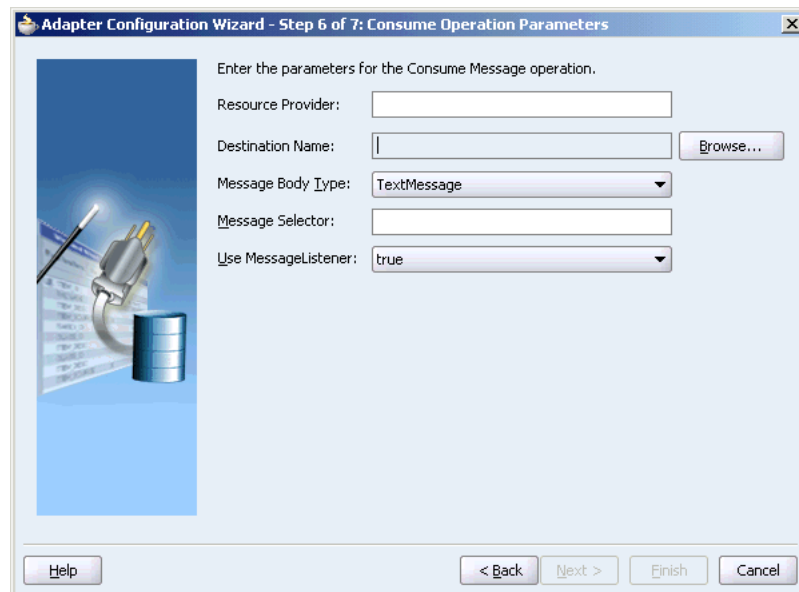 Adapter Configuration Wizard - Step 6 of 7: Consume Operation Parameters
Enter the parameters for the Consume Message operation.
Resource Provider:
Destination Name: Browse...
Message Body Type: TextMessage
Message Selector:
Use MessageListener: true
Help < Back Next > Finish Cancel